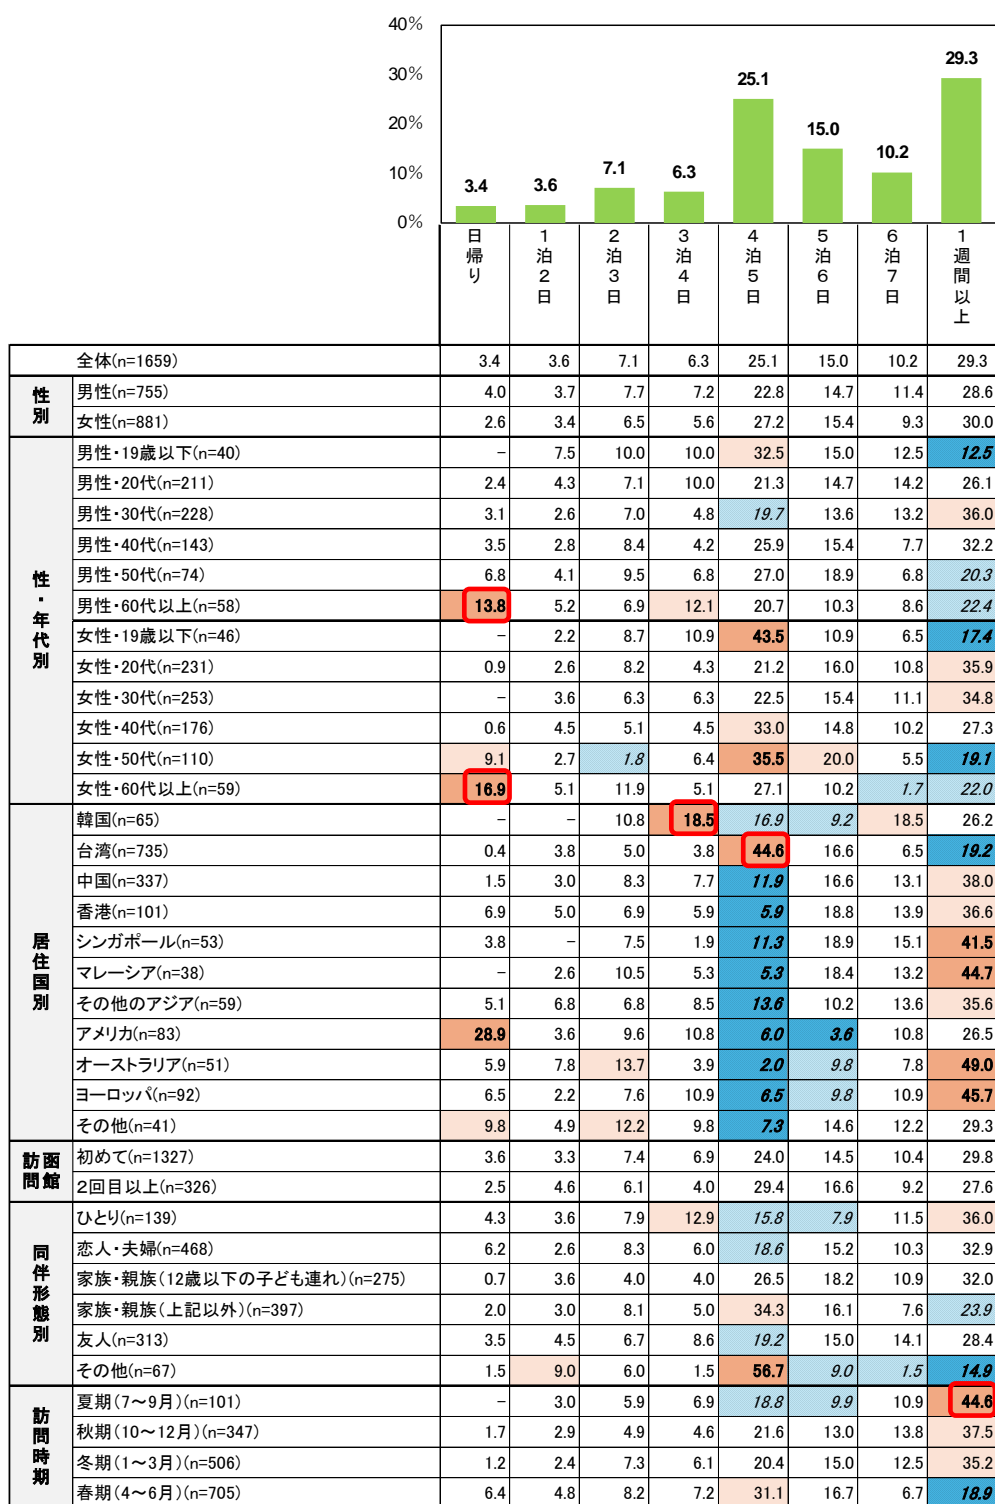 40%
30%
20%
10%
0%
3.4
3.6
7.1
6.3
25.1
15.0
10.2
29.3
日帰り
1泊2日
2泊3日
3泊4日
4泊5日
5泊6日
6泊7日
1週間以上
全体(n=1659) 3.4 3.6 7.1 6.3 25.1 15.0 10.2 29.3
性別
男性(n=755) 4.0 3.7 7.7 7.2 22.8 14.7 11.4 28.6
女性(n=881) 2.6 3.4 6.5 5.6 27.2 15.4 9.3 30.0
性・年代別
男性・19歳以下(n=40) − 7.5 10.0 10.0 32.5 15.0 12.5 12.5
男性・20代(n=211) 2.4 4.3 7.1 10.0 21.3 14.7 14.2 26.1
男性・30代(n=228) 3.1 2.6 7.0 4.8 19.7 13.6 13.2 36.0
男性・40代(n=143) 3.5 2.8 8.4 4.2 25.9 15.4 7.7 32.2
男性・50代(n=74) 6.8 4.1 9.5 6.8 27.0 18.9 6.8 20.3
男性・60代以上(n=58) 13.8 5.2 6.9 12.1 20.7 10.3 8.6 22.4
女性・19歳以下(n=46) − 2.2 8.7 10.9 43.5 10.9 6.5 17.4
女性・20代(n=231) 0.9 2.6 8.2 4.3 21.2 16.0 10.8 35.9
女性・30代(n=253) − 3.6 6.3 6.3 22.5 15.4 11.1 34.8
女性・40代(n=176) 0.6 4.5 5.1 4.5 33.0 14.8 10.2 27.3
女性・50代(n=110) 9.1 2.7 1.8 6.4 35.5 20.0 5.5 19.1
女性・60代以上(n=59) 16.9 5.1 11.9 5.1 27.1 10.2 1.7 22.0
居住国別
韓国(n=65) − − 10.8 18.5 16.9 9.2 18.5 26.2
台湾(n=735) 0.4 3.8 5.0 3.8 44.6 16.6 6.5 19.2
中国(n=337) 1.5 3.0 8.3 7.7 11.9 16.6 13.1 38.0
香港(n=101) 6.9 5.0 6.9 5.9 5.9 18.8 13.9 36.6
シンガポール(n=53) 3.8 − 7.5 1.9 11.3 18.9 15.1 41.5
マレーシア(n=38) − 2.6 10.5 5.3 5.3 18.4 13.2 44.7
その他のアジア(n=59) 5.1 6.8 6.8 8.5 13.6 10.2 13.6 35.6
アメリカ(n=83) 28.9 3.6 9.6 10.8 6.0 3.6 10.8 26.5
オーストラリア(n=51) 5.9 7.8 13.7 3.9 2.0 9.8 7.8 49.0
ヨーロッパ(n=92) 6.5 2.2 7.6 10.9 6.5 9.8 10.9 45.7
その他(n=41) 9.8 4.9 12.2 9.8 7.3 14.6 12.2 29.3
函館訪問
初めて(n=1327) 3.6 3.3 7.4 6.9 24.0 14.5 10.4 29.8
2回目以上(n=326) 2.5 4.6 6.1 4.0 29.4 16.6 9.2 27.6
同伴形態別
ひとり(n=139) 4.3 3.6 7.9 12.9 15.8 7.9 11.5 36.0
恋人・夫婦(n=468) 6.2 2.6 8.3 6.0 18.6 15.2 10.3 32.9
家族・親族(12歳以下の子ども連れ)(n=275) 0.7 3.6 4.0 4.0 26.5 18.2 10.9 32.0
家族・親族(上記以外)(n=397) 2.0 3.0 8.1 5.0 34.3 16.1 7.6 23.9
友人(n=313) 3.5 4.5 6.7 8.6 19.2 15.0 14.1 28.4
その他(n=67) 1.5 9.0 6.0 1.5 56.7 9.0 1.5 14.9
訪問時期
夏期(7～9月)(n=101) − 3.0 5.9 6.9 18.8 9.9 10.9 44.6
秋期(10～12月)(n=347) 1.7 2.9 4.9 4.6 21.6 13.0 13.8 37.5
冬期(1～3月)(n=506) 1.2 2.4 7.3 6.1 20.4 15.0 12.5 35.2
春期(4～6月)(n=705) 6.4 4.8 8.2 7.2 31.1 16.7 6.7 18.9